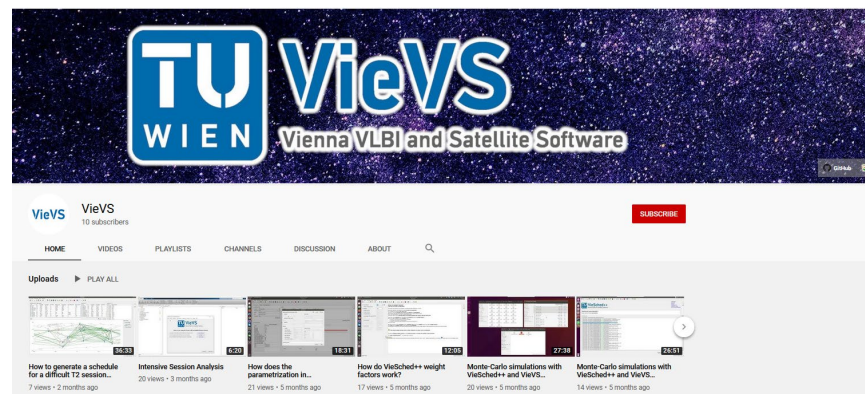 TU
WIEN
VieVS
Vienna VLBI and Satellite Software
GitHub
VieVS
VieVS
10 subscribers
SUBSCRIBE
HOME VIDEOS PLAYLISTS CHANNELS DISCUSSION ABOUT
Uploads PLAY ALL
36:33 6:20 18:31 12:05 27:38 26:51
How to generate a schedule for a difficult T2 session...
7 views • 2 months ago
Intensive Session Analysis
20 views • 3 months ago
How does the parametrization in...
21 views • 5 months ago
How do VieSched++ weight factors work?
17 views • 5 months ago
Monte-Carlo simulations with VieSched++ and VieVS...
20 views • 5 months ago
Monte-Carlo simulations with VieSched++ and VieVS...
14 views • 5 months ago